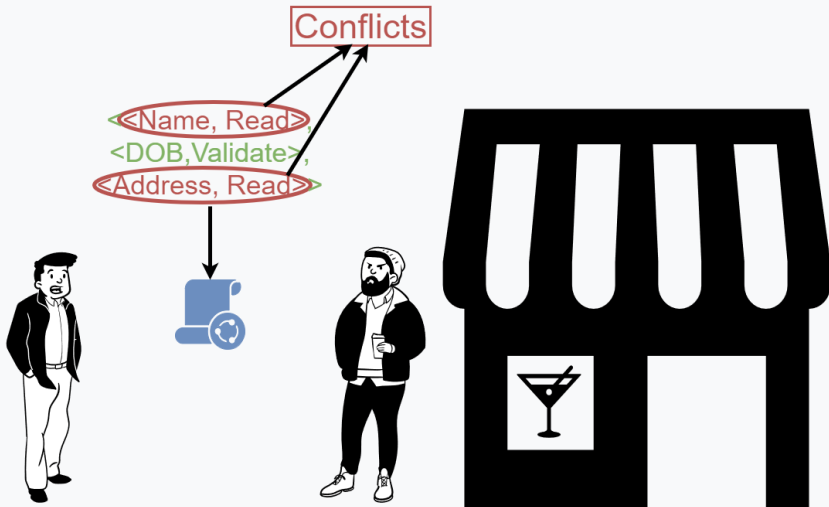 Conflicts
<<Name, Read>,
<DOB,Validate>,
<Address, Read>>